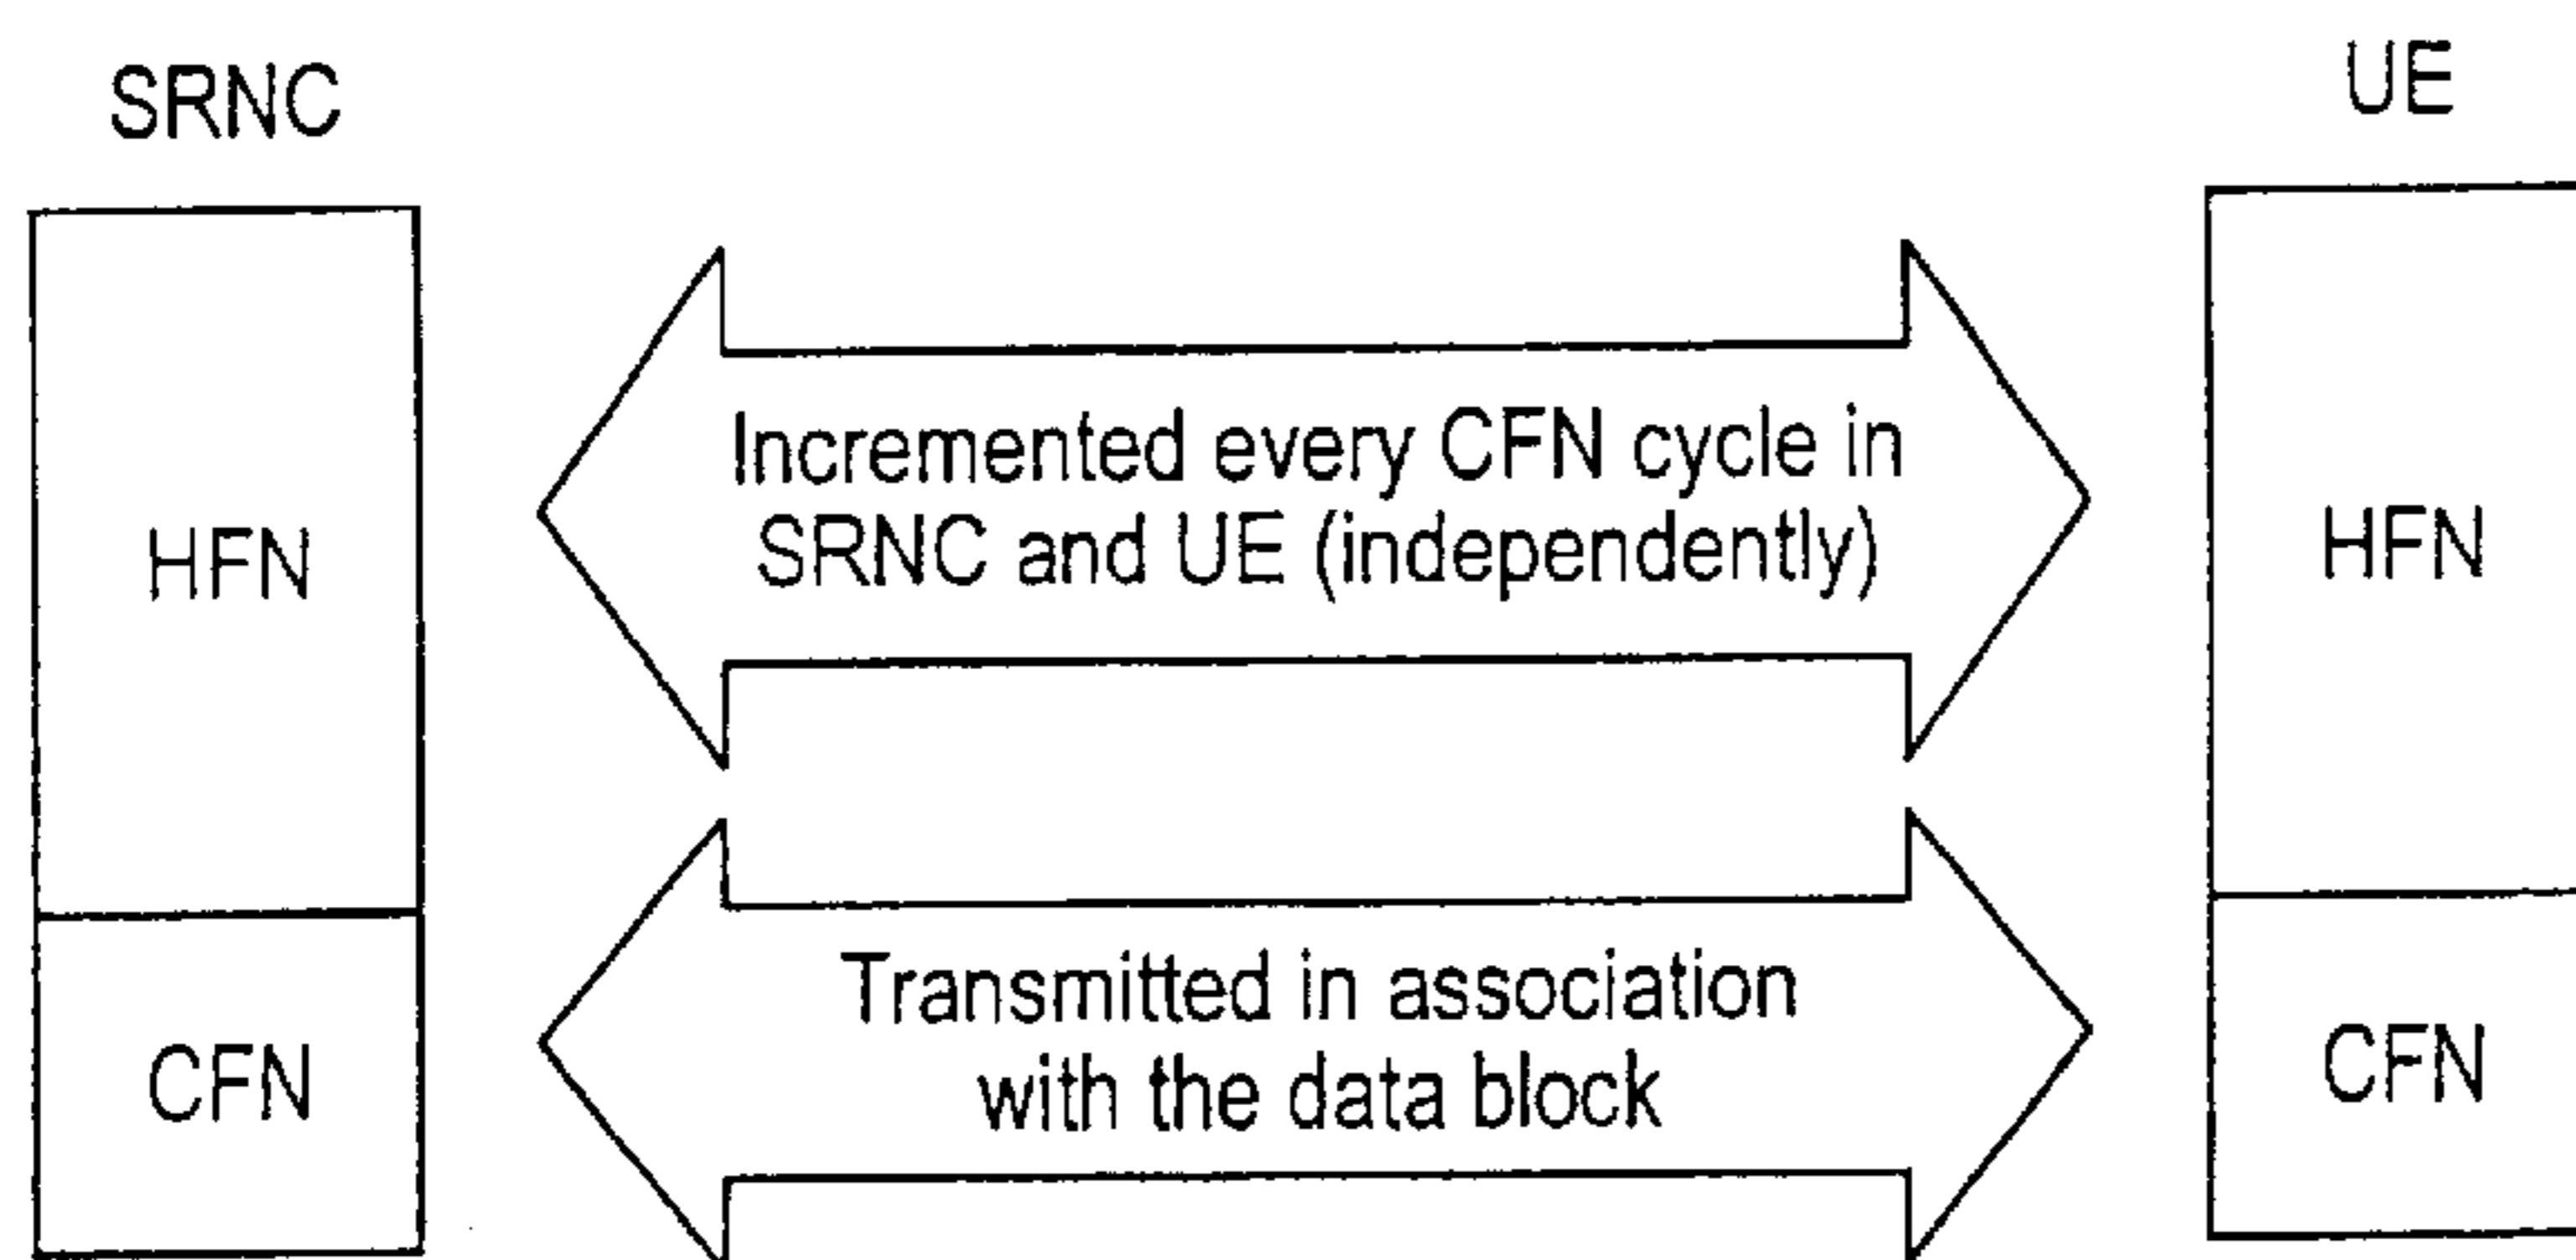 SRNC
UE
HFN
Incremented every CFN cycle in
SRNC and UE (independently)
HFN
CFN
Transmitted in association
with the data block
CFN